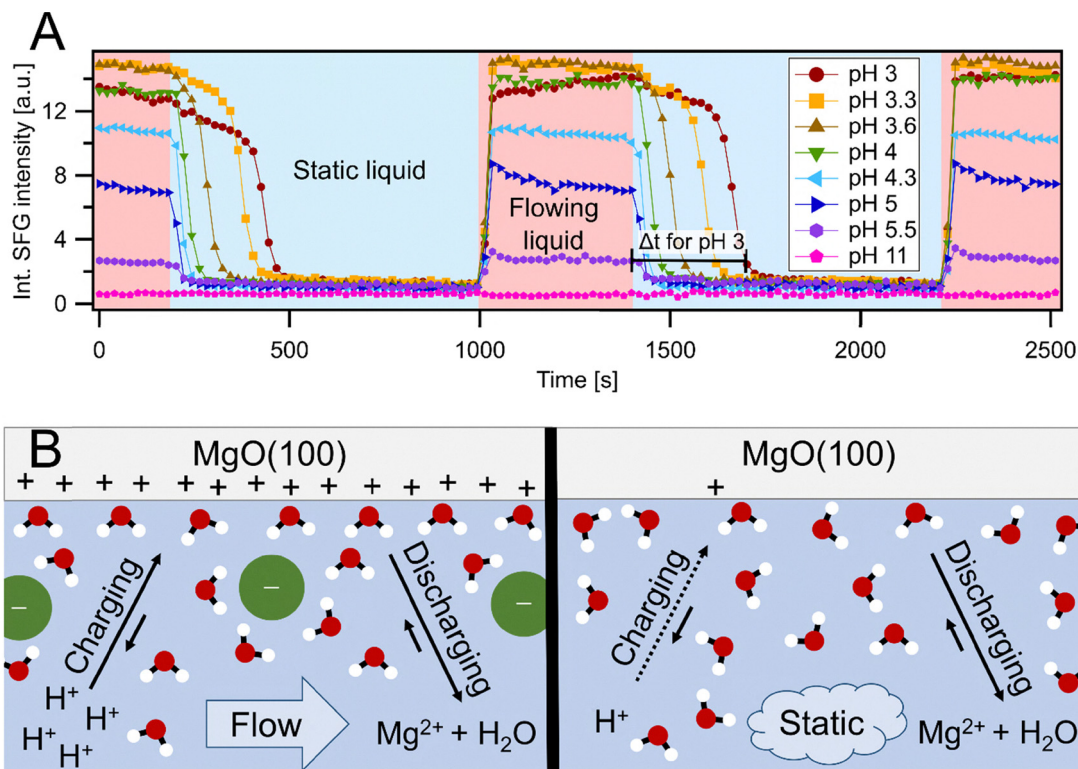 A
Int. SFG intensity [a.u.]
12
8
4
0
Static liquid
Flowing
liquid
Δt for pH 3
pH 3
pH 3.3
pH 3.6
pH 4
pH 4.3
pH 5
pH 5.5
pH 11
0
500
1000
1500
2000
2500
Time [s]
B
MgO(100)
+ + + + + + + + + + + + + +
Charging
Discharging
−
−
−
H⁺
H⁺
H⁺
H⁺
Flow
Mg²⁺ + H₂O
MgO(100)
+
Charging
Discharging
H⁺
Static
Mg²⁺ + H₂O